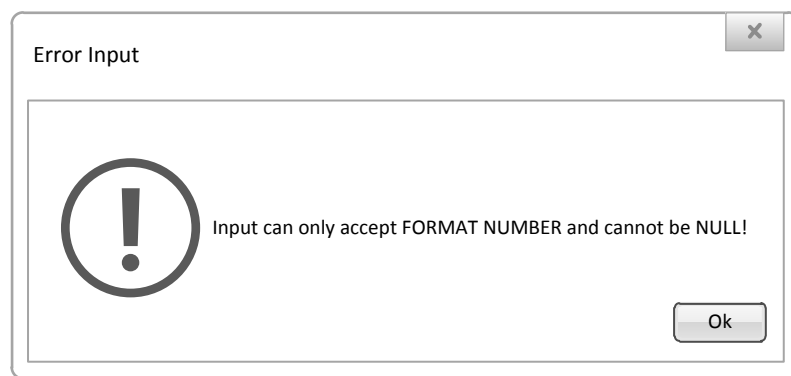 Error Input
Input can only accept FORMAT NUMBER and cannot be NULL!
Ok